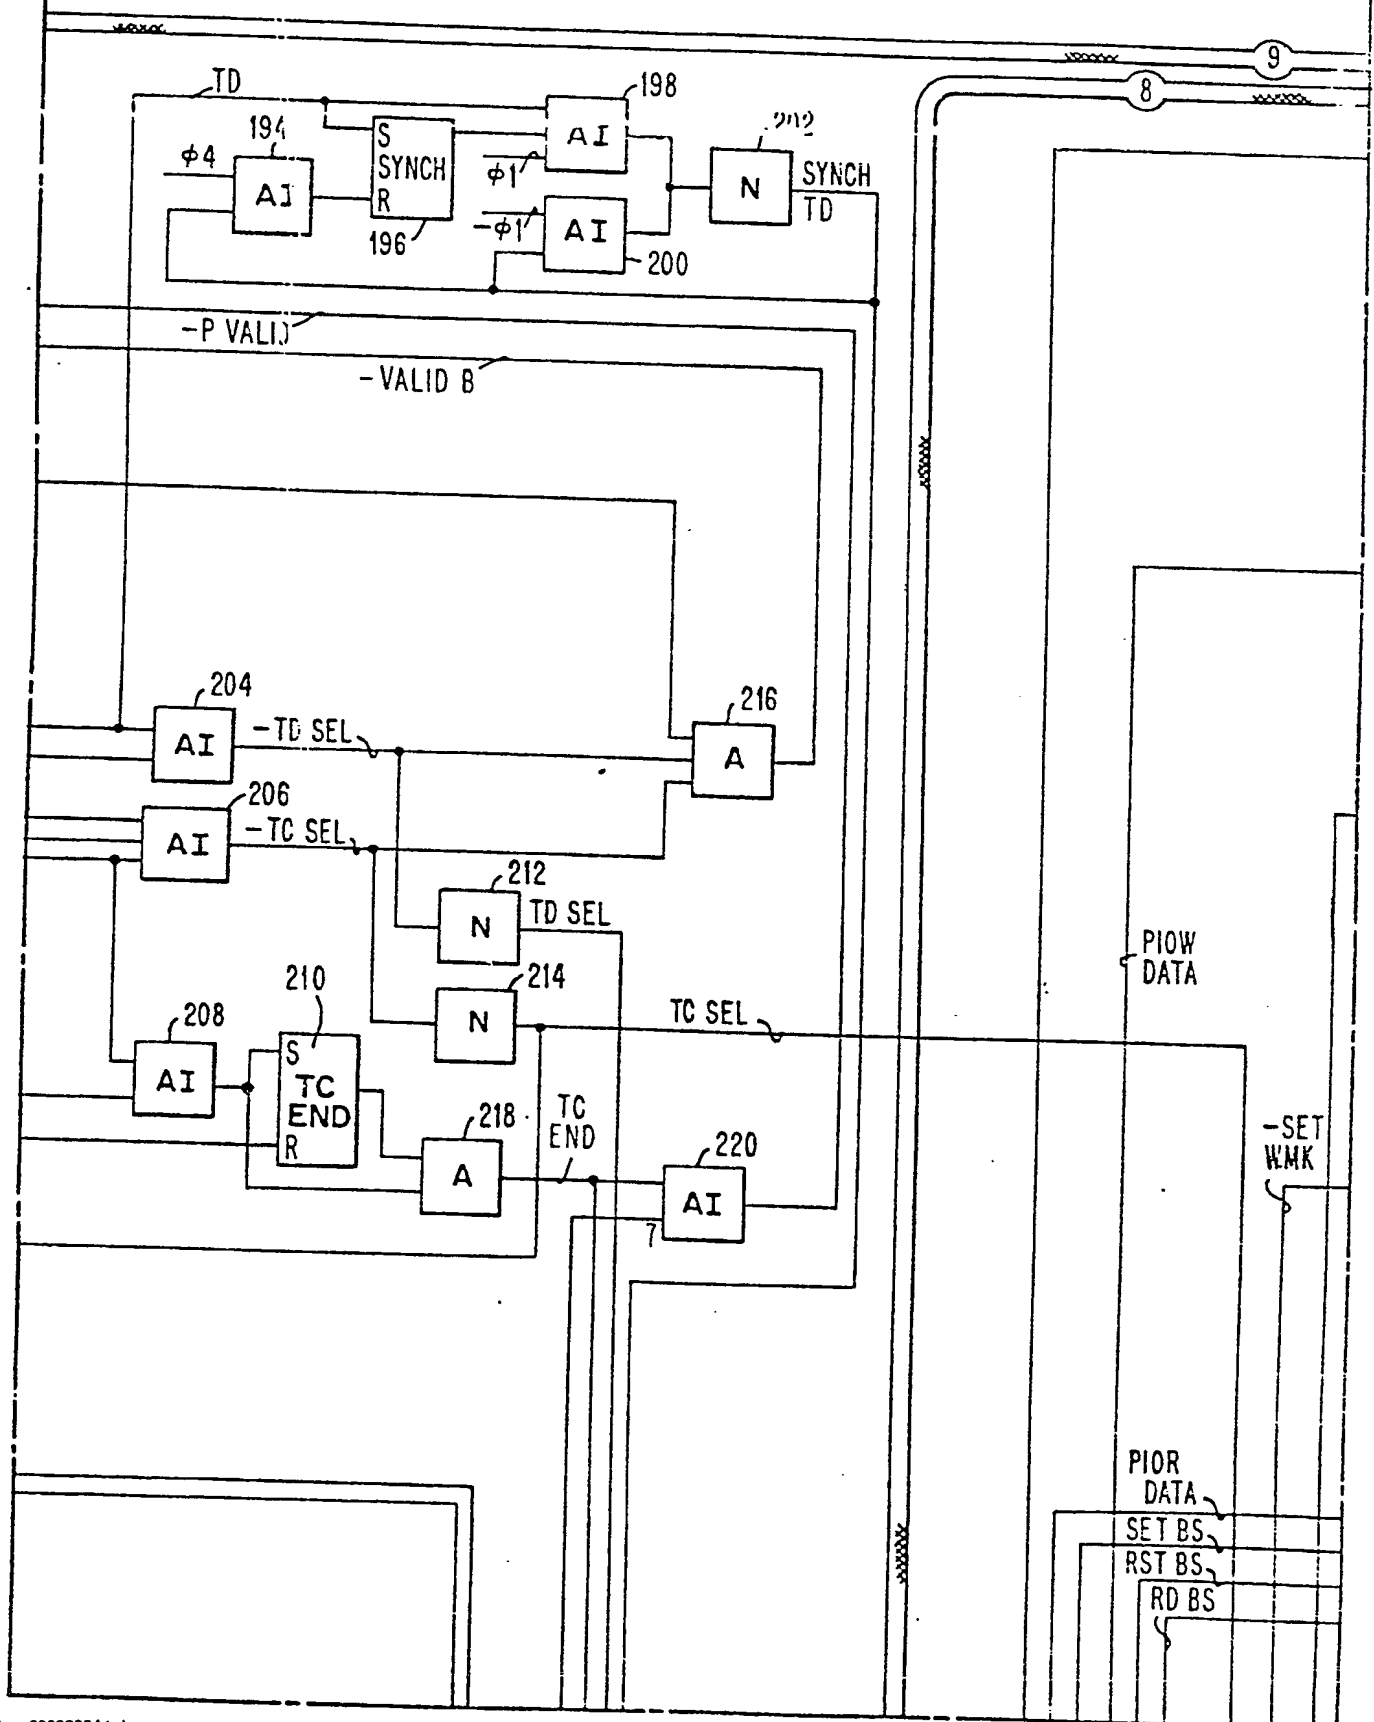 9
8
TD
198
194
S
SYNCH
R
AI
202
φ4
AI
φ1
N
SYNCH
TD
-φ1
AI
196
200
-P VALID
-VALID B
204
216
AI
-TD SEL
A
206
AI
-TC SEL
212
N
TD SEL
PIOW
DATA
210
214
208
N
TC SEL
S
TC
END
R
AI
218
TC
END
220
-SET
WMK
A
AI
7
PIOR
DATA
SET BS
RST BS
RD BS